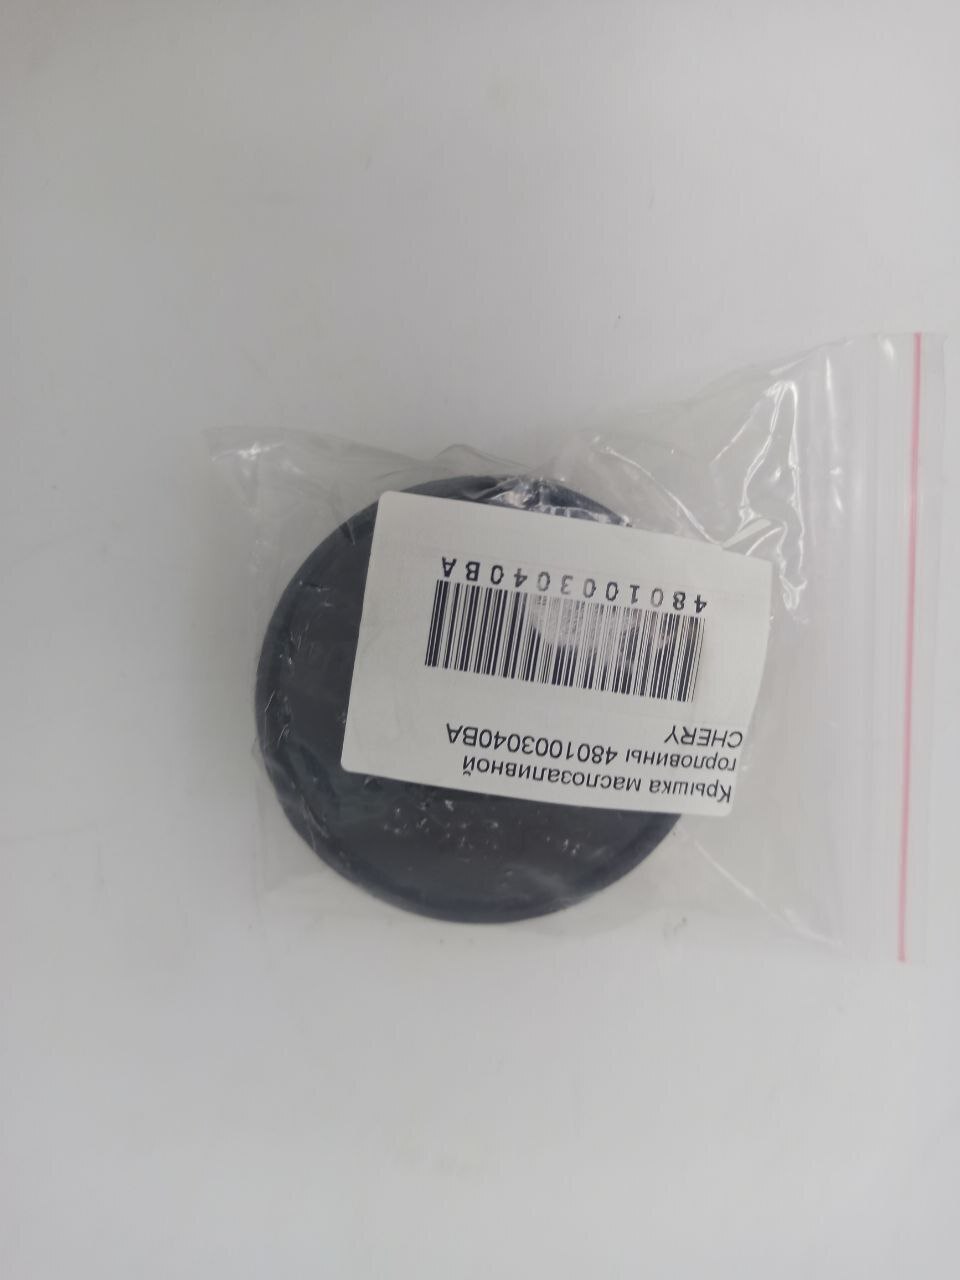 Крышка маслозаливной
горловины 4801003040BA
CHERY
4801003040BA